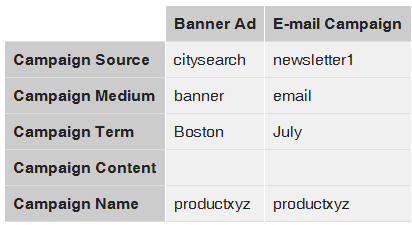 Banner Ad E-mail Campaign
Campaign Source citysearch newsletter1
Campaign Medium banner email
Campaign Term Boston July
Campaign Content
Campaign Name productxyz productxyz